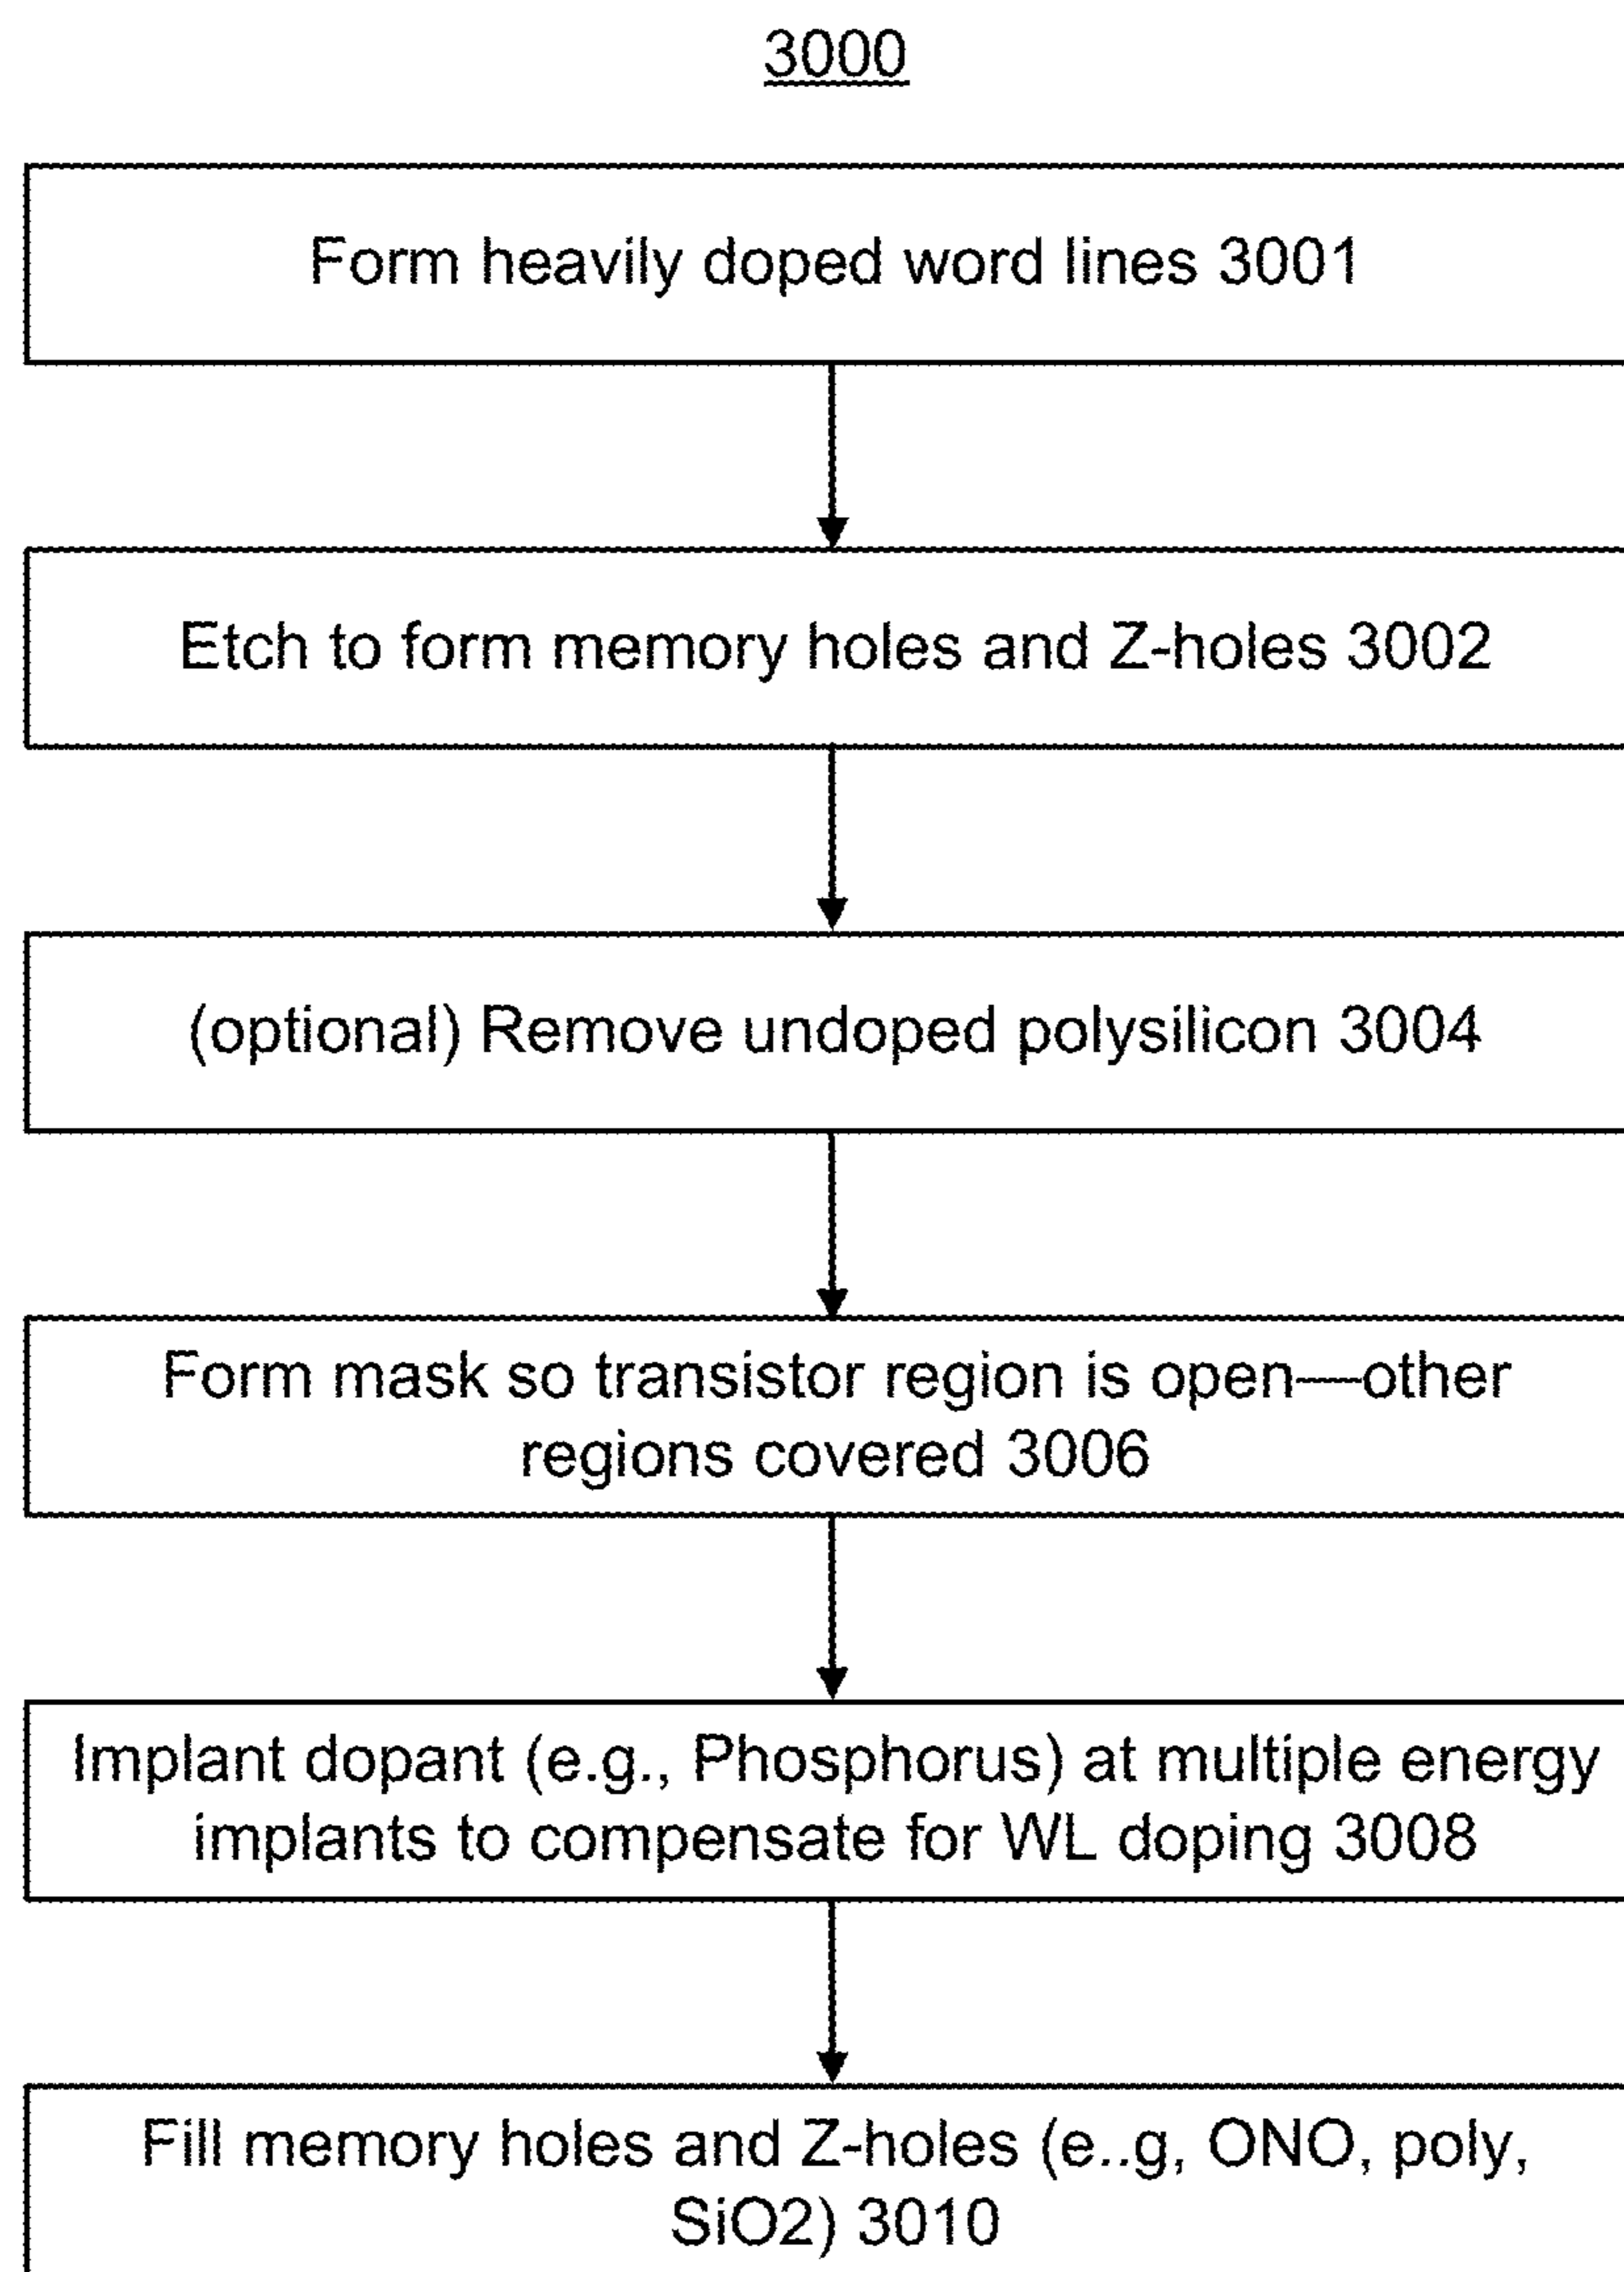 3000
Form heavily doped word lines 3001
Etch to form memory holes and Z-holes 3002
(optional) Remove undoped polysilicon 3004
Form mask so transistor region is open—other
regions covered 3006
Implant dopant (e.g., Phosphorus) at multiple energy
implants to compensate for WL doping 3008
Fill memory holes and Z-holes (e..g, ONO, poly,
SiO2) 3010